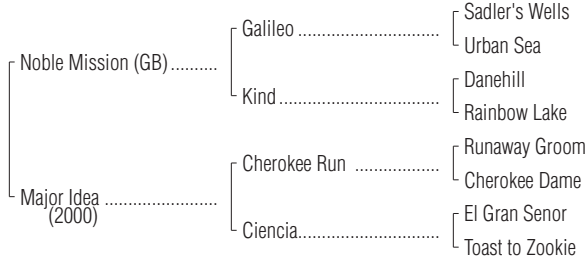 Sadler's Wells
Galileo ..........................................
Urban Sea
Noble Mission (GB) ..........
Danehill
Kind ...............................................
Rainbow Lake
Runaway Groom
Cherokee Run .........................
Cherokee Dame
Major Idea ........................
(2000)
El Gran Senor
Ciencia..........................................
Toast to Zookie